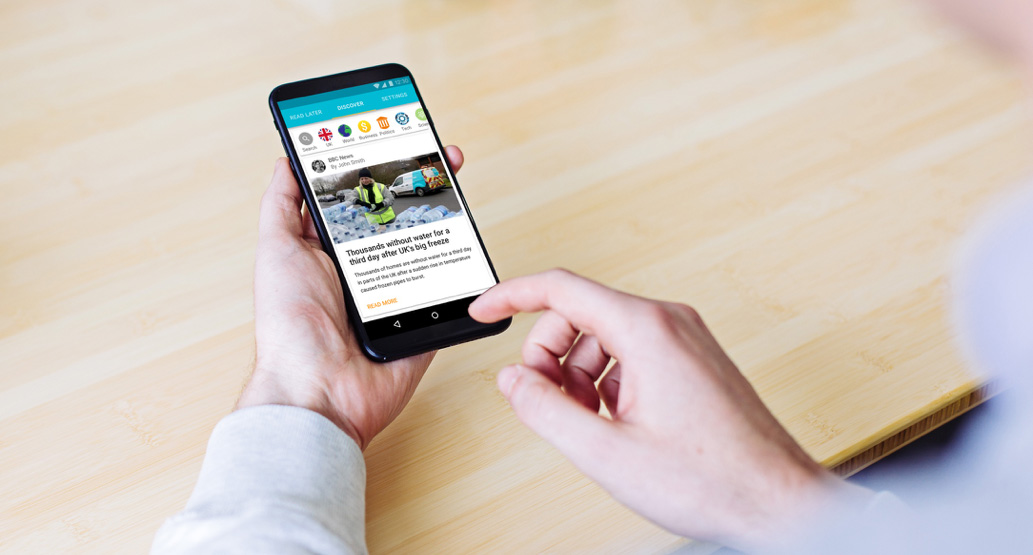 12:30
READ LATER DISCOVER SETTINGS
Search UK World Business Politics Tech
BBC News
By John Smith
Thousands without water for a
third day after UK's big freeze
Thousands of homes are without water for a third day
in parts of the UK after a sudden rise in temperature
caused frozen pipes to burst.
READ MORE